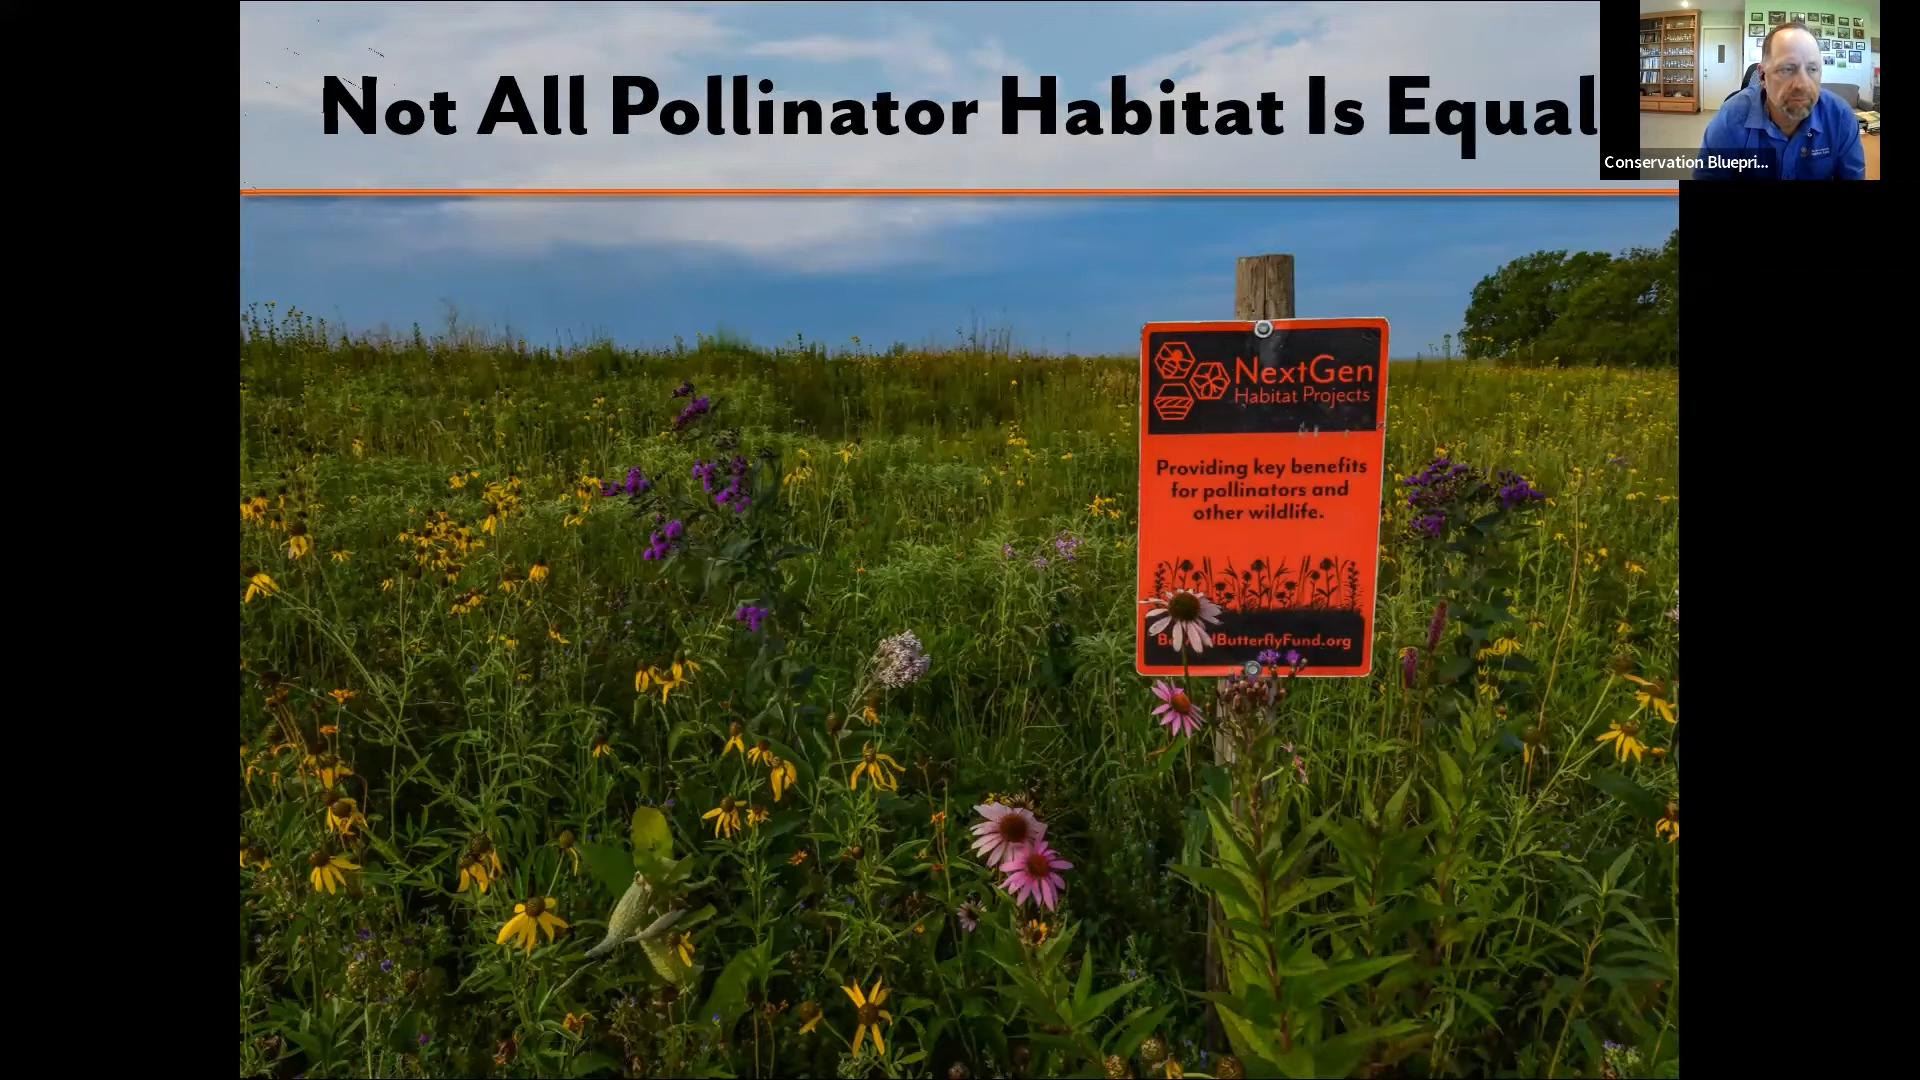 Not All Pollinator Habitat Is Equal
Conservation Bluepri...
NextGen
Habitat Projects
Providing key benefits
for pollinators and
other wildlife.
ButterflyFund.org